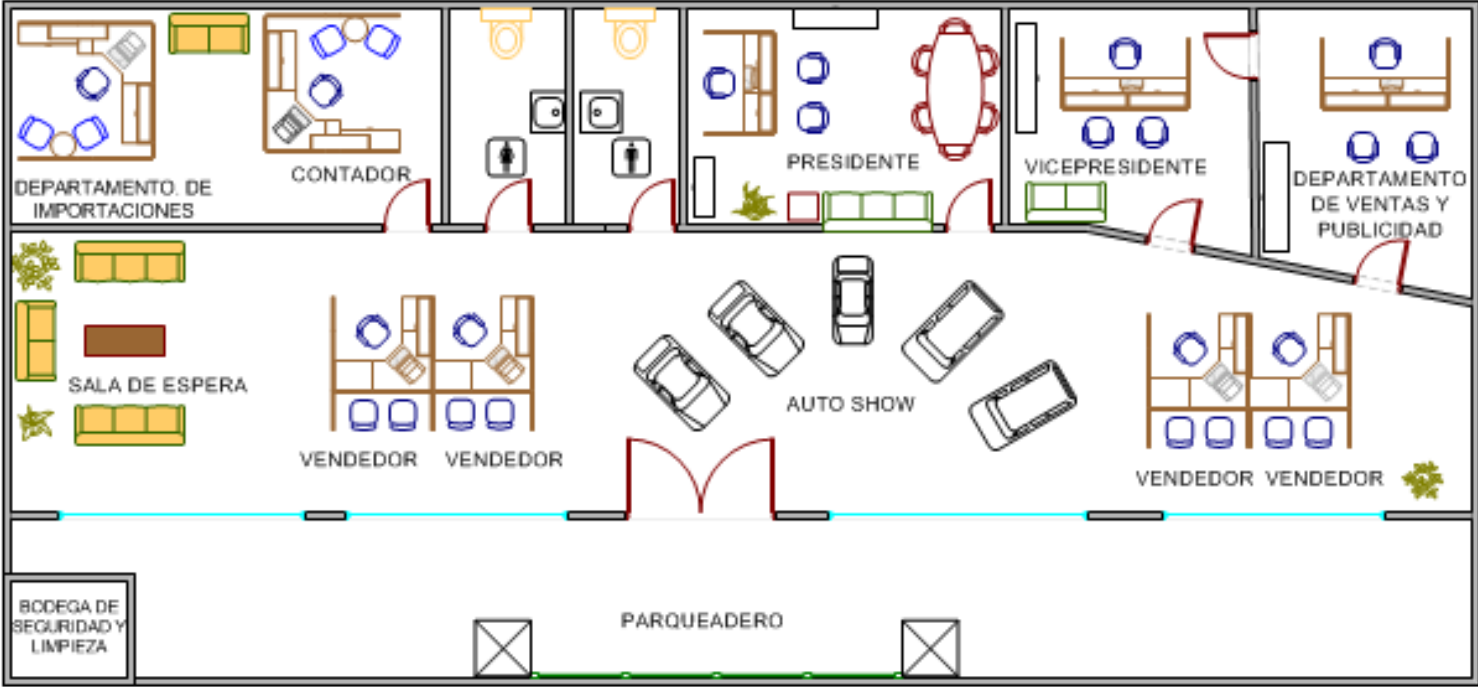 DEPARTAMENTO. DE
IMPORTACIONES
CONTADOR
PRESIDENTE
VICEPRESIDENTE
DEPARTAMENTO
DE VENTAS Y
PUBLICIDAD
SALA DE ESPERA
VENDEDOR
VENDEDOR
AUTO SHOW
VENDEDOR
VENDEDOR
BODEGA DE
SEGURIDAD Y
LIMPIEZA
PARQUEADERO